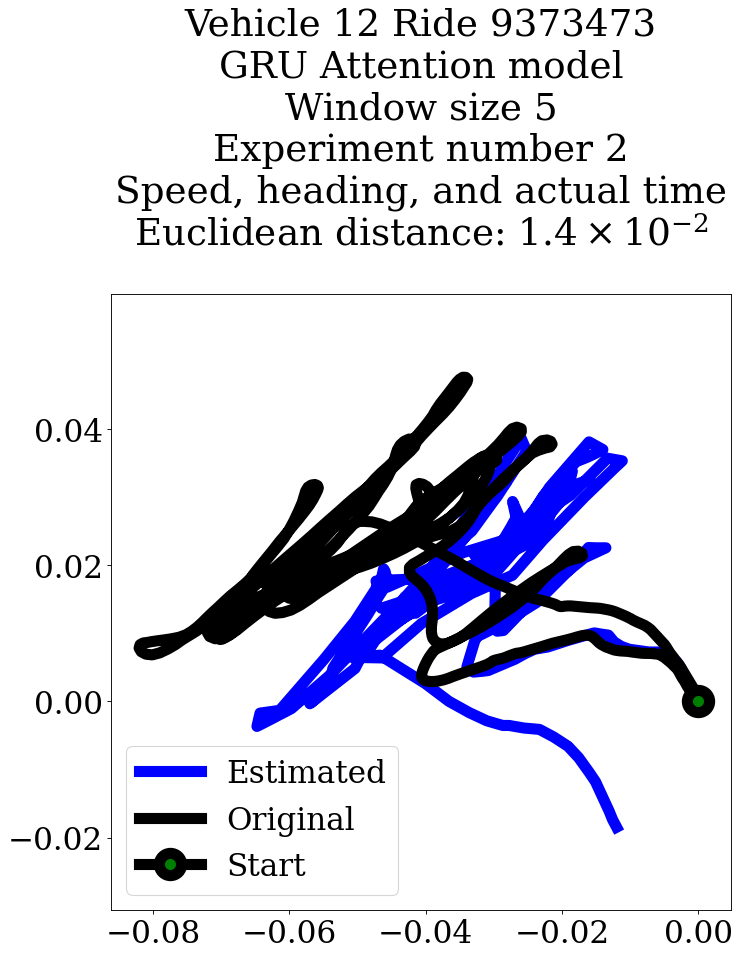 Vehicle 12 Ride 9373473
GRU Attention model
Window size 5
Experiment number 2
Speed, heading, and actual time
Euclidean distance: 1.4 × 10⁻²
0.04
0.02
0.00
−0.02
Estimated
Original
Start
−0.08 −0.06 −0.04 −0.02 0.00